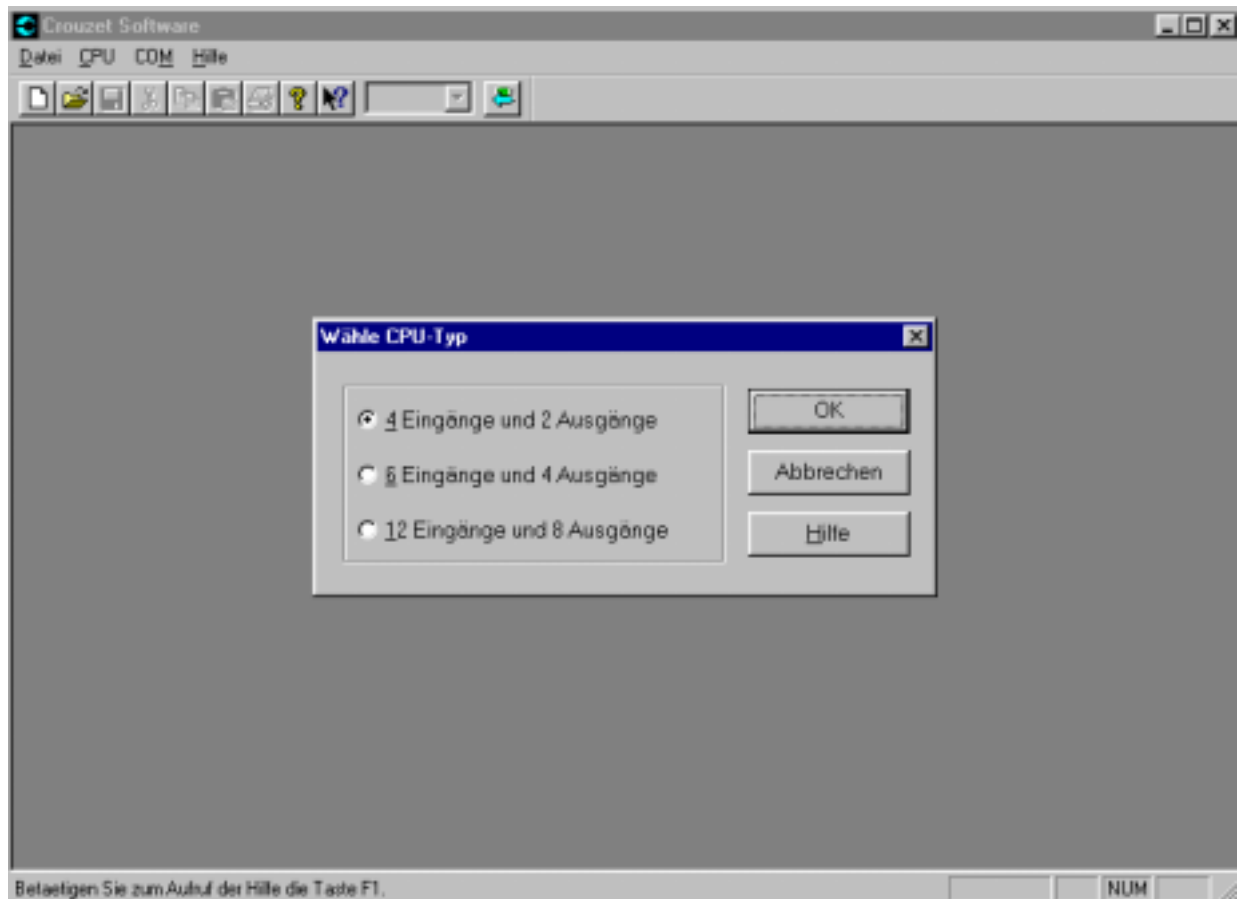 Crouzet Software
Datei CPU COM Hilfe
Wähle CPU-Typ
4 Eingänge und 2 Ausgänge
OK
6 Eingänge und 4 Ausgänge
Abbrechen
12 Eingänge und 8 Ausgänge
Hilfe
Betaetigen Sie zum Aufruf der Hilfe die Taste F1.
NUM